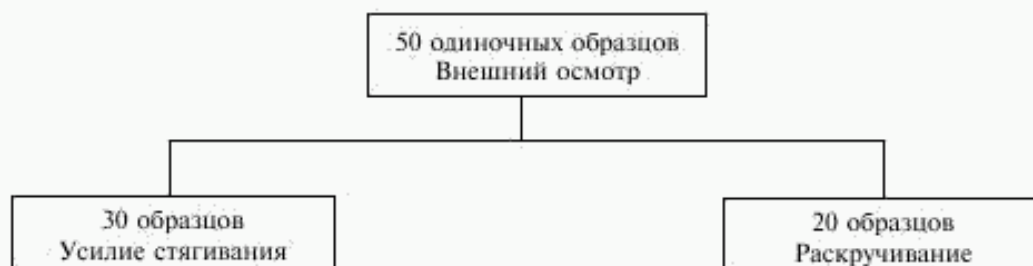 50 одиночных образцов
Внешний осмотр
30 образцов
Усилие стягивания
20 образцов
Раскручивание